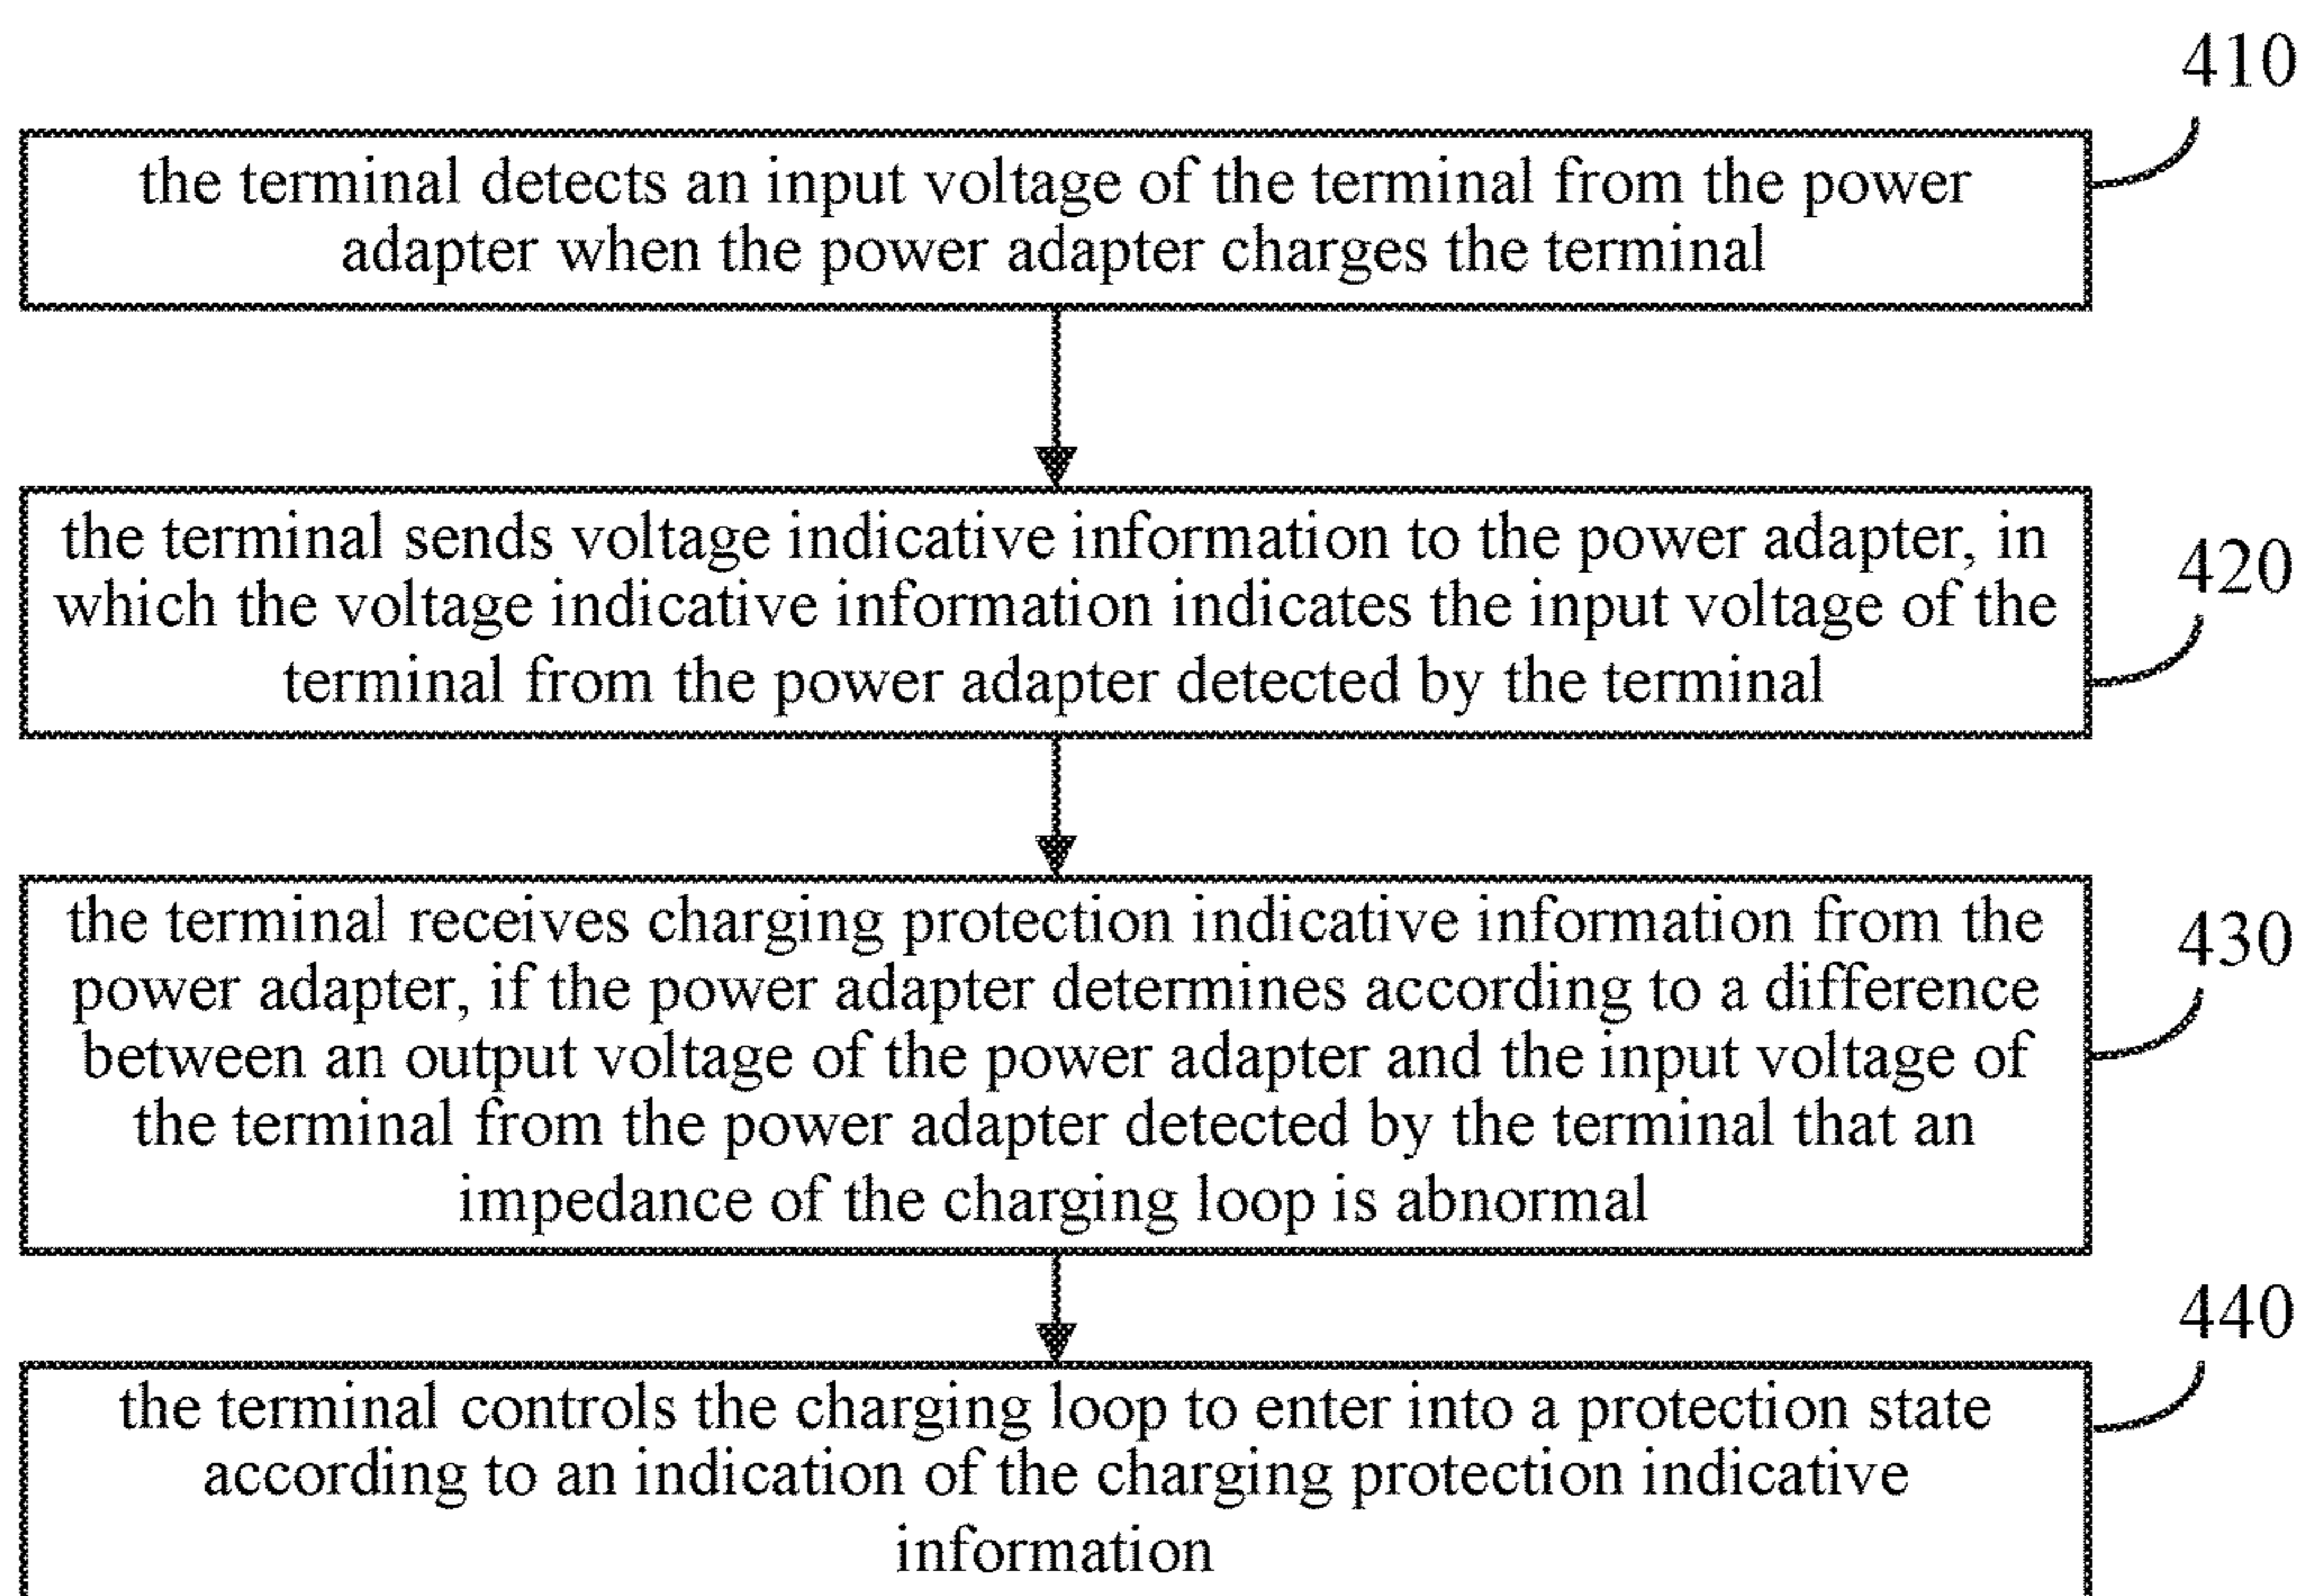 410
the terminal detects an input voltage of the terminal from the power
adapter when the power adapter charges the terminal
the terminal sends voltage indicative information to the power adapter, in
which the voltage indicative information indicates the input voltage of the
terminal from the power adapter detected by the terminal
420
the terminal receives charging protection indicative information from the
power adapter, if the power adapter determines according to a difference
between an output voltage of the power adapter and the input voltage of
the terminal from the power adapter detected by the terminal that an
impedance of the charging loop is abnormal
430
440
the terminal controls the charging loop to enter into a protection state
according to an indication of the charging protection indicative
information